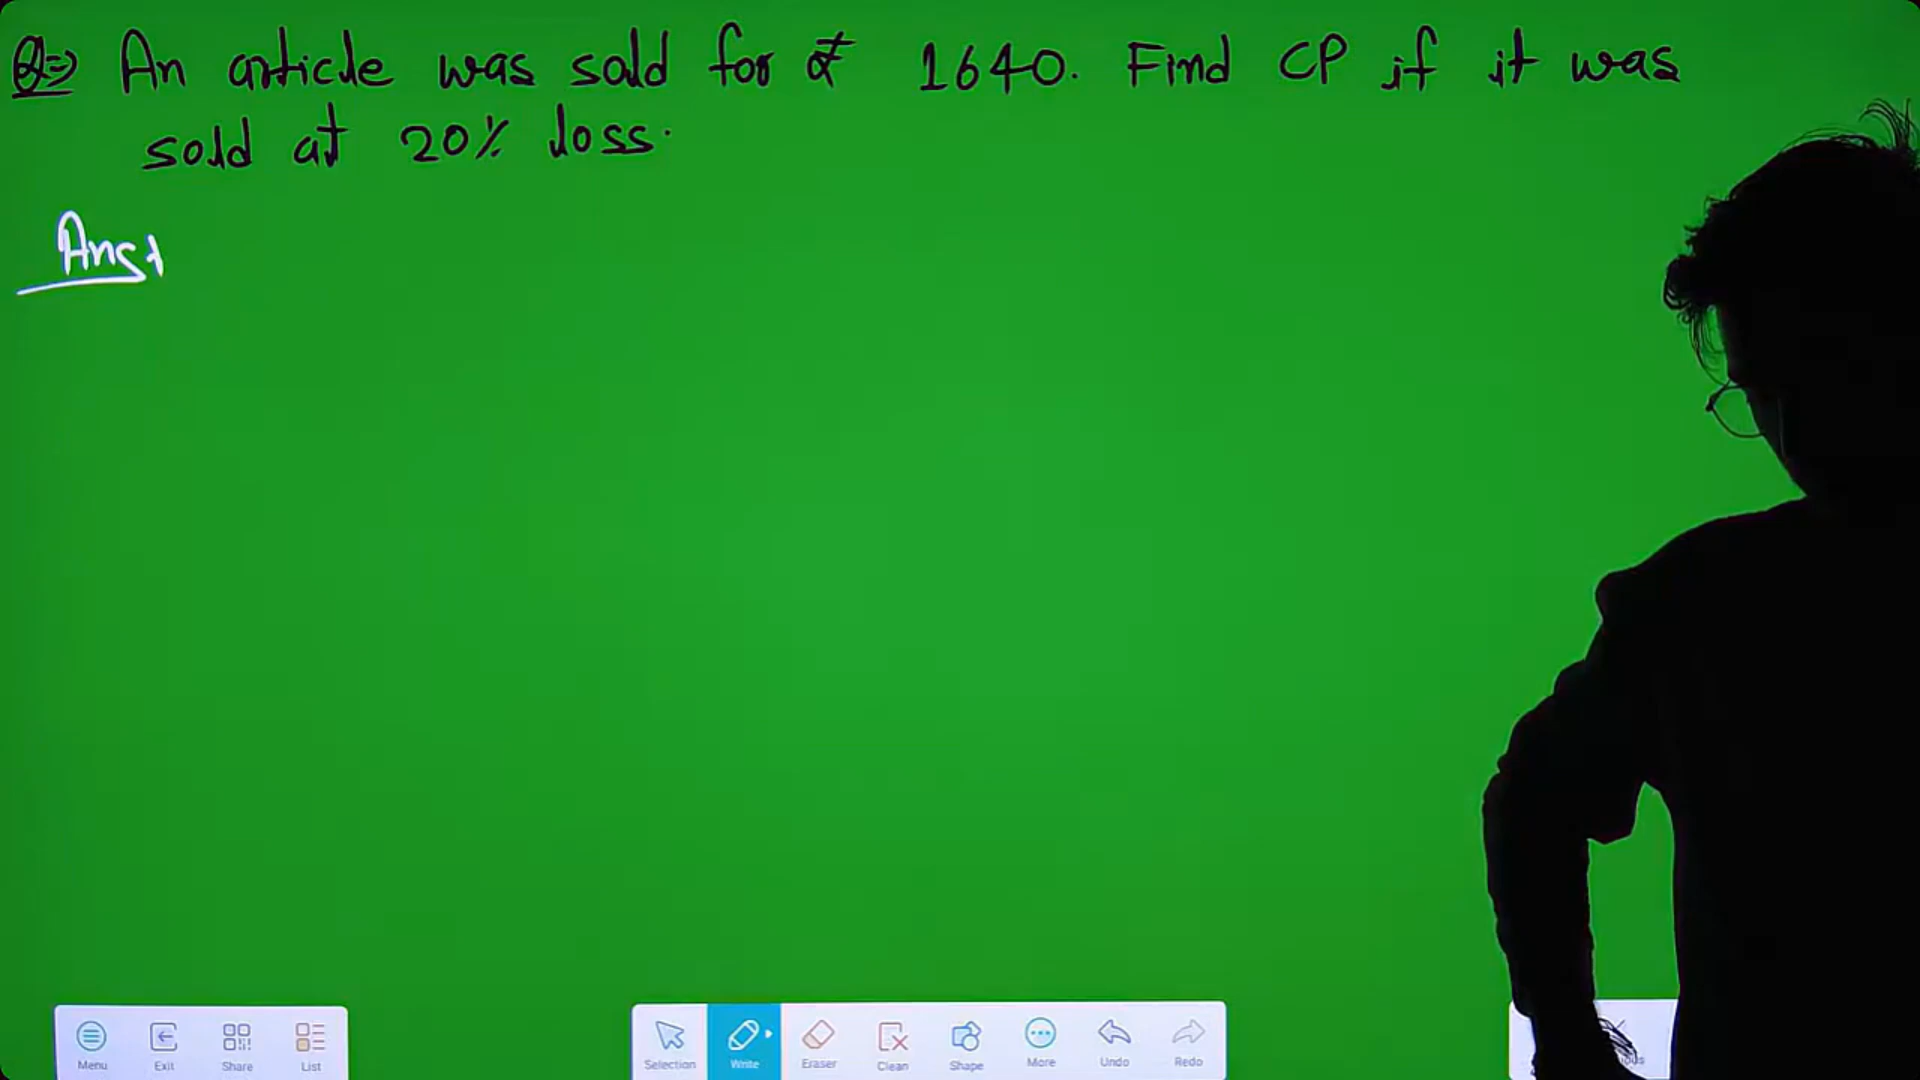 Q⇒ An article was sold for ₹ 1640. Find CP if it was
sold at 20% loss.
Ans:
Menu Exit Share List Selection Write Eraser Clean Shape More Undo Redo